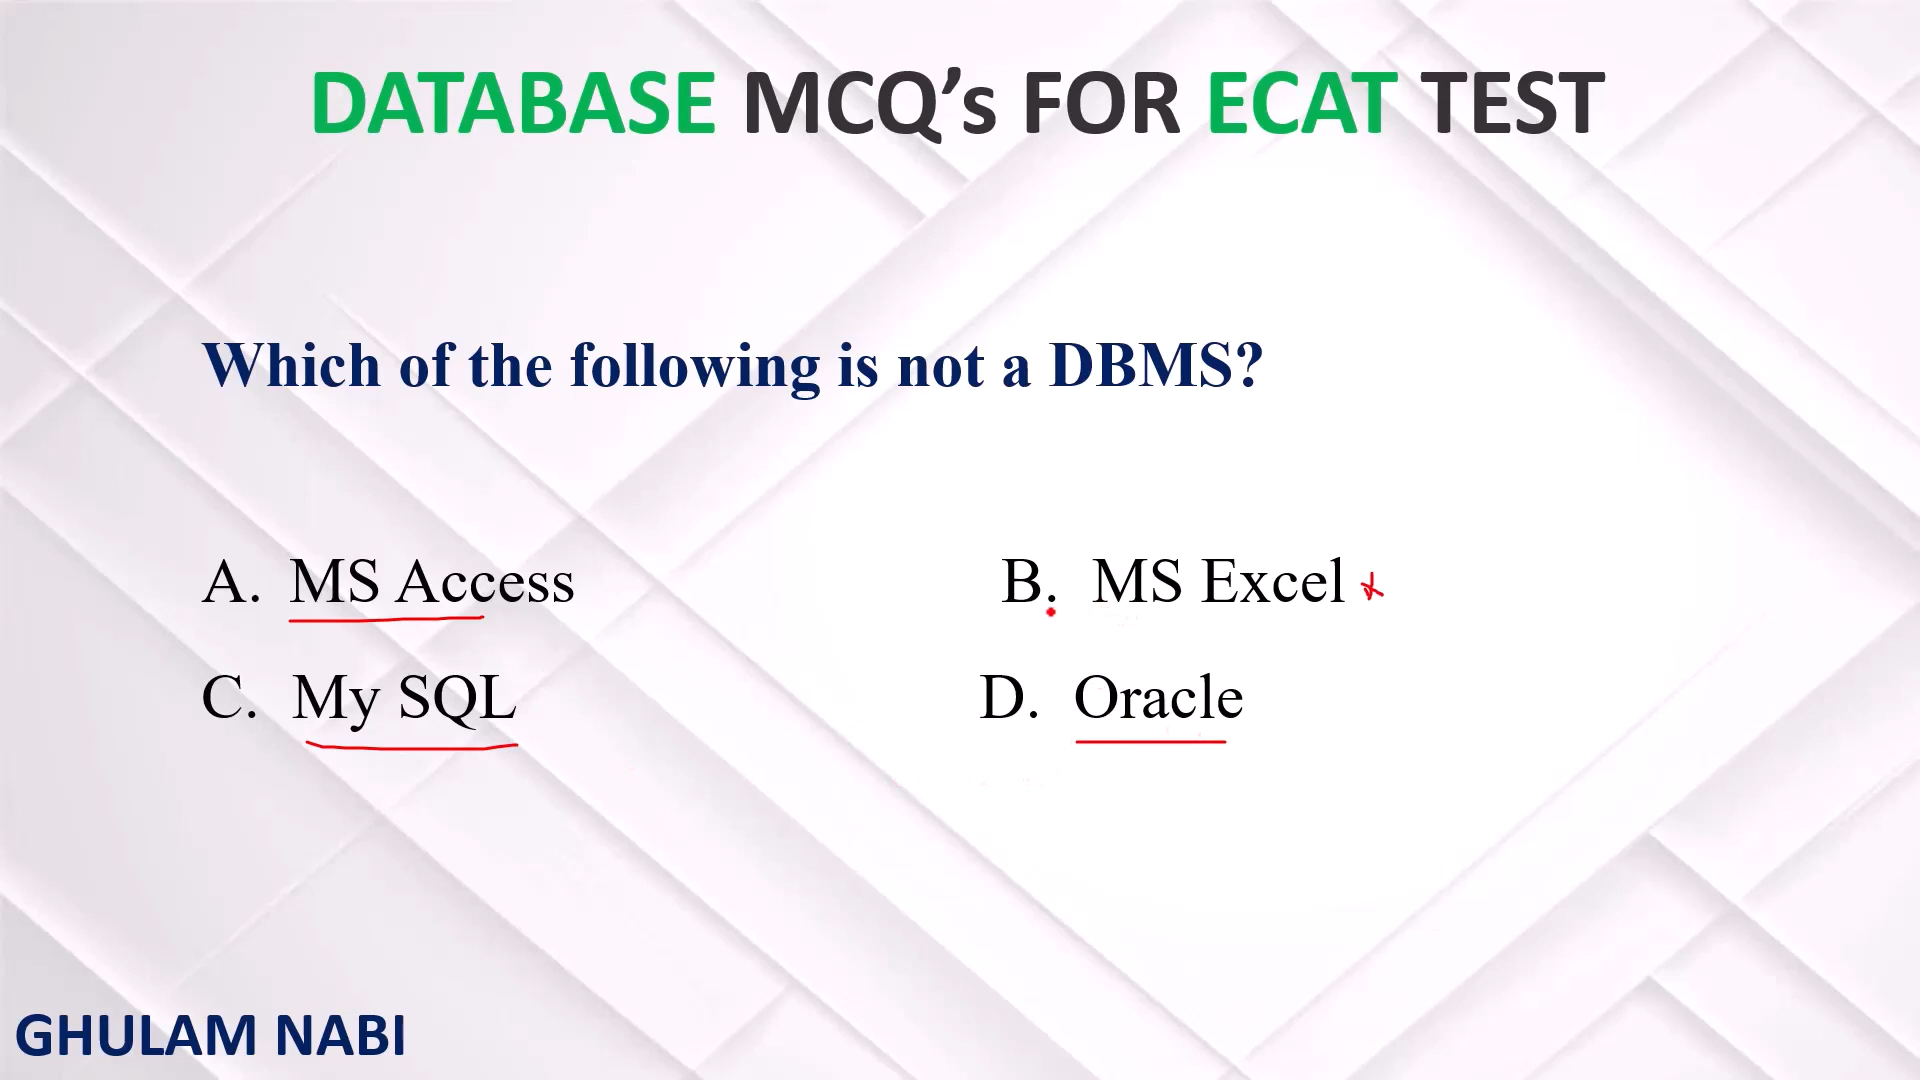 DATABASE MCQ’s FOR ECAT TEST
Which of the following is not a DBMS?
A. MS Access B. MS Excel
C. My SQL D. Oracle
GHULAM NABI